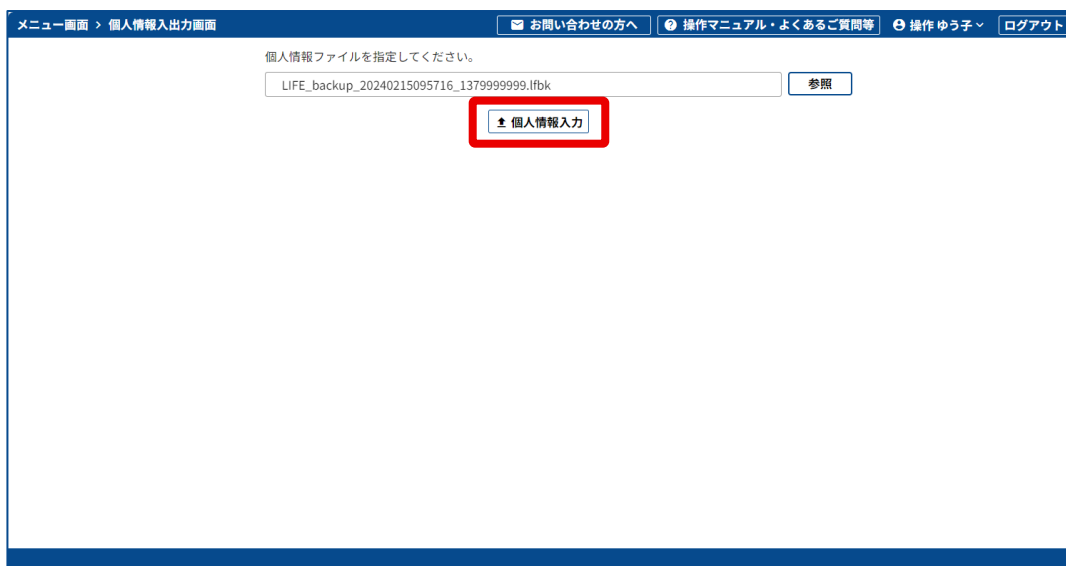 メニュー画面 > 個人情報入出力画面 お問い合わせの方へ 操作マニュアル・よくあるご質問等 操作 ゆう子 ログアウト
個人情報ファイルを指定してください。
LIFE_backup_20240215095716_1379999999.lfbk 参照
個人情報入力